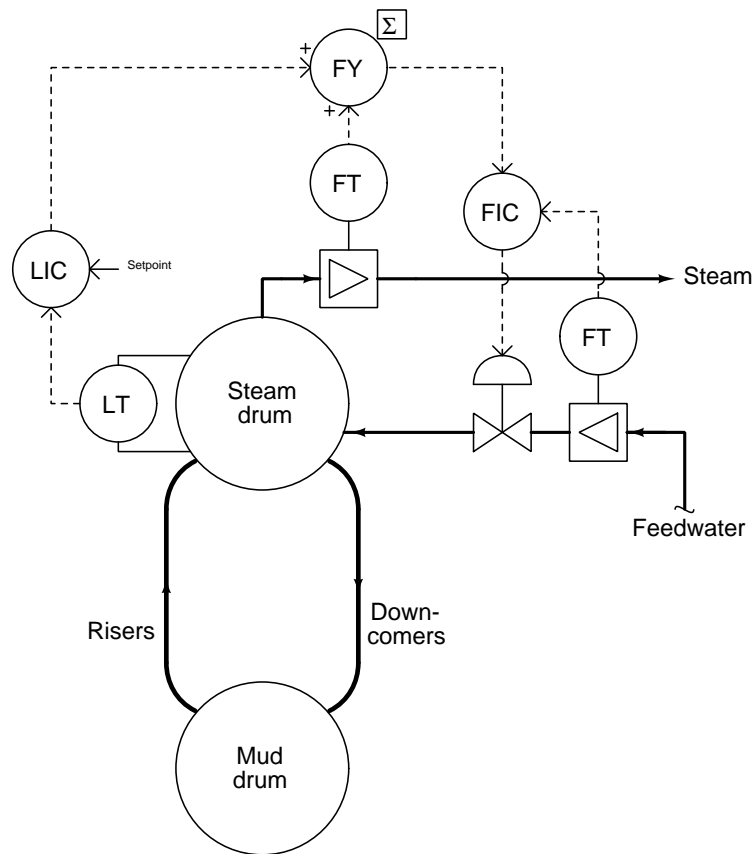 Σ
+
FY
+
FT
FIC
LIC
Setpoint
Steam
FT
LT
Steam
drum
Feedwater
Risers
Down-
comers
Mud
drum